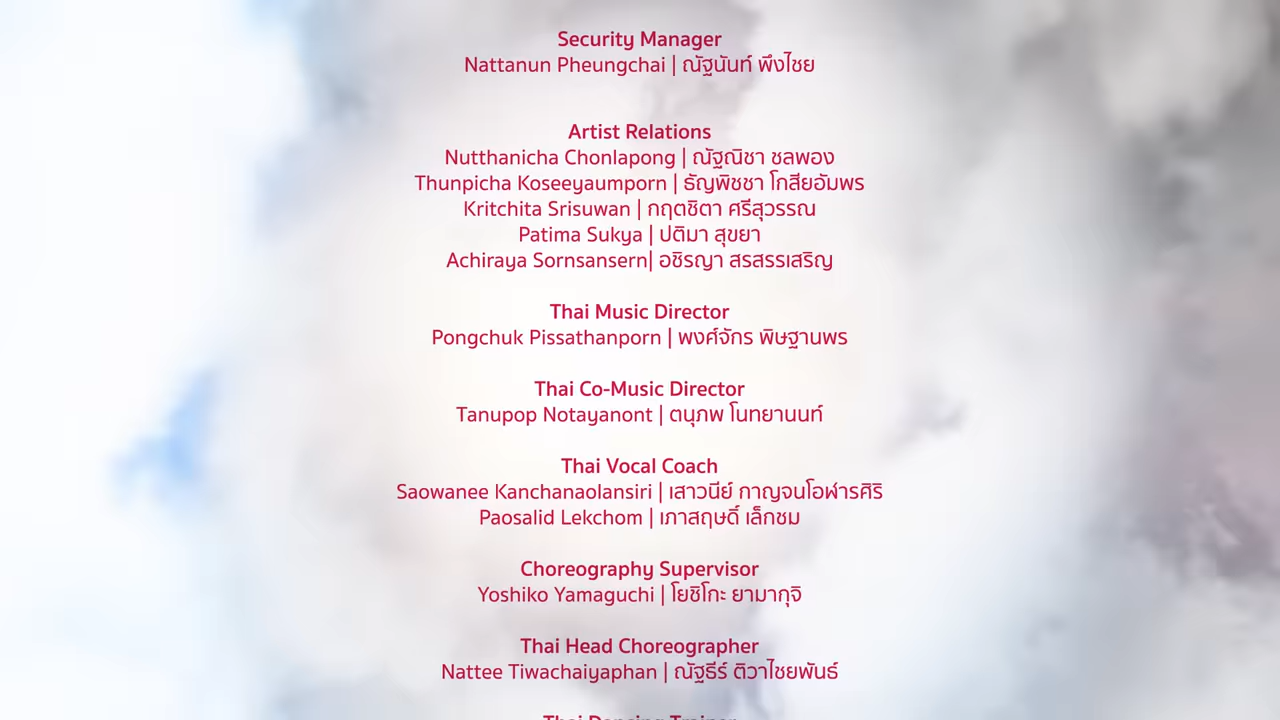 Security Manager
Nattanun Pheungchai | ณัฐนันท์ พึงไชย
Artist Relations
Nutthanicha Chonlapong | ณัฐณิชา ชลพอง
Thunpicha Koseeyaumporn | ธัญพิชชา โกสียอัมพร
Kritchita Srisuwan | กฤตชิตา ศรีสุวรรณ
Patima Sukya | ปติมา สุขยา
Achiraya Sornsansern| อชิรญา สรสรรเสริญ
Thai Music Director
Pongchuk Pissathanporn | พงศ์จักร พิษฐานพร
Thai Co-Music Director
Tanupop Notayanont | ตนุภพ โนทยานนท์
Thai Vocal Coach
Saowanee Kanchanaolansiri | เสาวนีย์ กาญจนโอฬารศิริ
Paosalid Lekchom | เภาสฤษดิ์ เล็กชม
Choreography Supervisor
Yoshiko Yamaguchi | โยชิโกะ ยามากุจิ
Thai Head Choreographer
Nattee Tiwachaiyaphan | ณัฐธีร์ ติวาไชยพันธ์
Thai Dancing Trainer